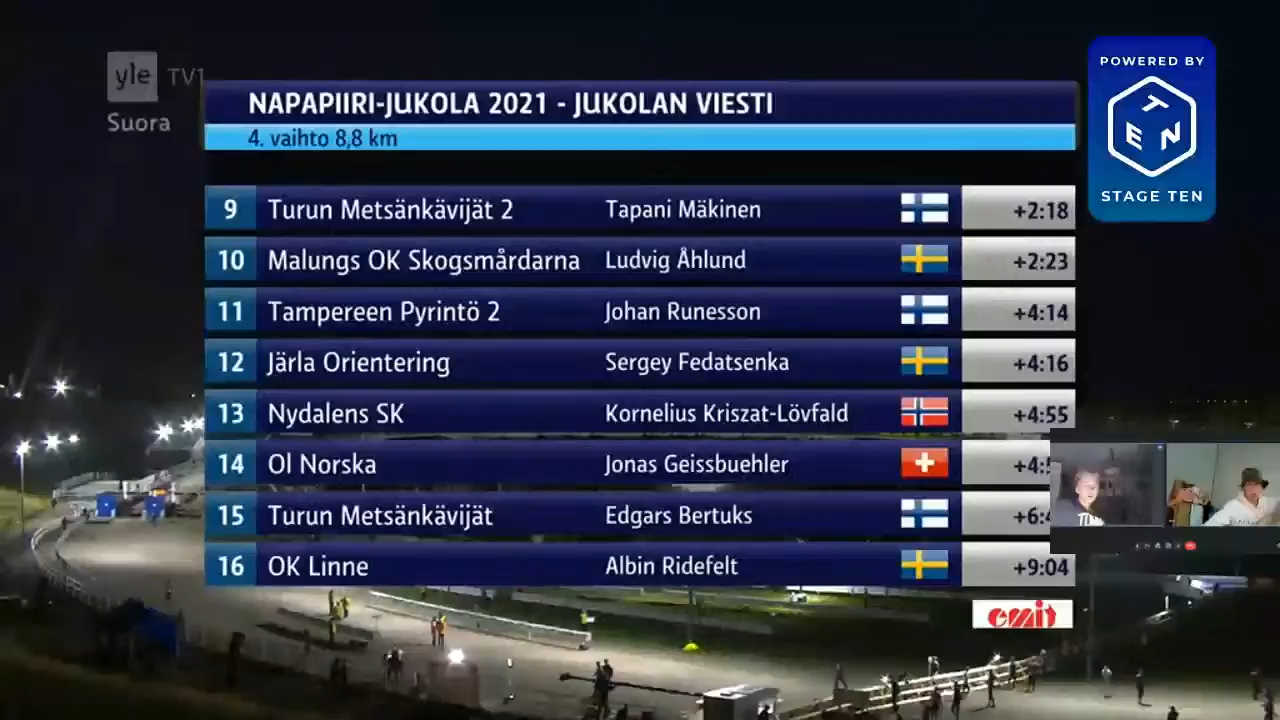 yle TV1
Suora
POWERED BY
TEN
STAGE TEN
NAPAPIIRI-JUKOLA 2021 - JUKOLAN VIESTI
4. vaihto 8,8 km
9 Turun Metsänkävijät 2 Tapani Mäkinen +2:18
10 Malungs OK Skogsmårdarna Ludvig Åhlund +2:23
11 Tampereen Pyrintö 2 Johan Runesson +4:14
12 Järla Orientering Sergey Fedatsenka +4:16
13 Nydalens SK Kornelius Kriszat-Lövfald +4:55
14 Ol Norska Jonas Geissbuehler
15 Turun Metsänkävijät Edgars Bertuks
16 OK Linne Albin Ridefelt +9:04
emit